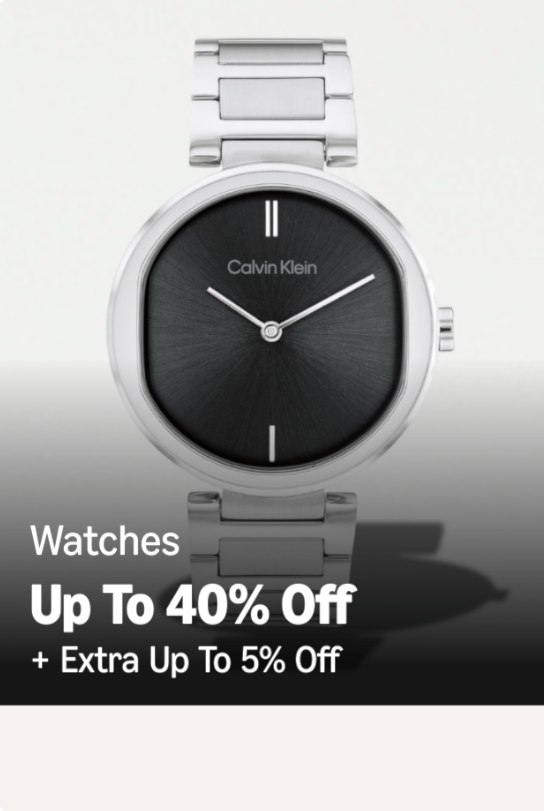 Calvin Klein
Watches
Up To 40% Off
+ Extra Up To 5% Off